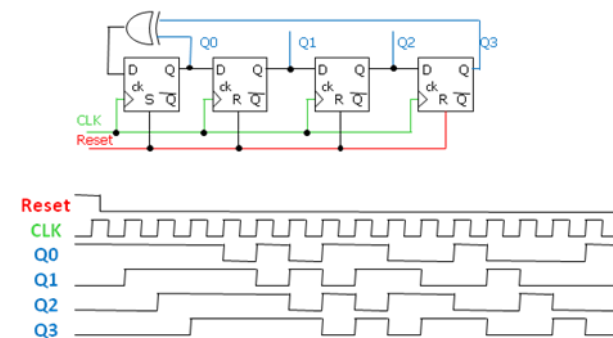 Q0 Q1 Q2 Q3
D Q D Q D Q D Q
ck ck ck ck
S Q R Q R Q R Q
CLK
Reset
Reset
CLK
Q0
Q1
Q2
Q3